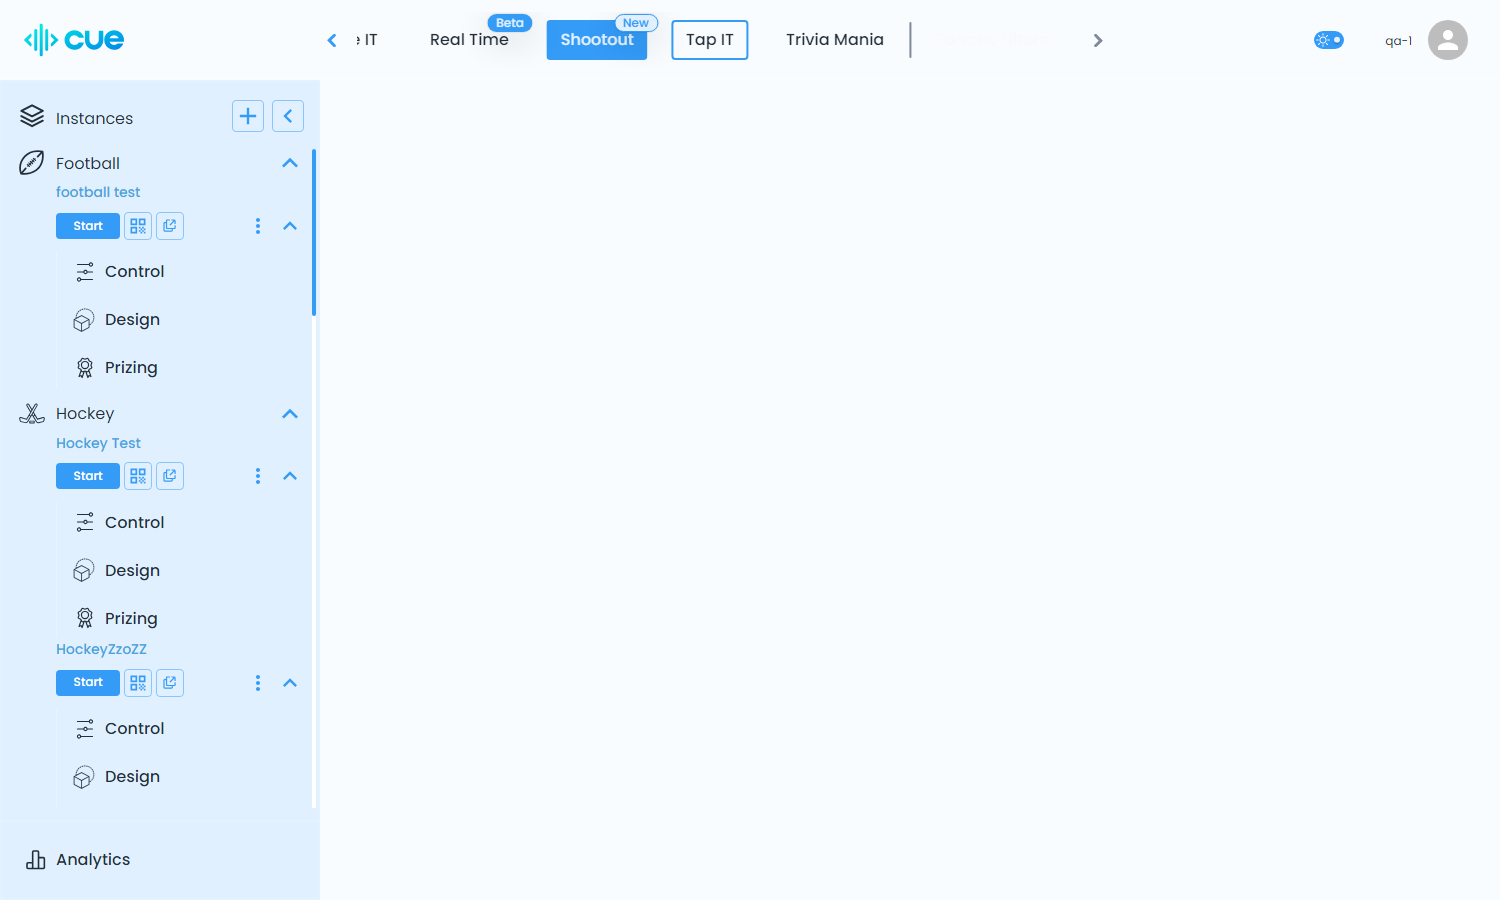 cue
e IT
Real Time
Beta
Shootout
New
Tap IT
Trivia Mania
qa-1
Instances
Football
football test
Start
Control
Design
Prizing
Hockey
Hockey Test
Start
Control
Design
Prizing
HockeyZzoZZ
Start
Control
Design
Analytics